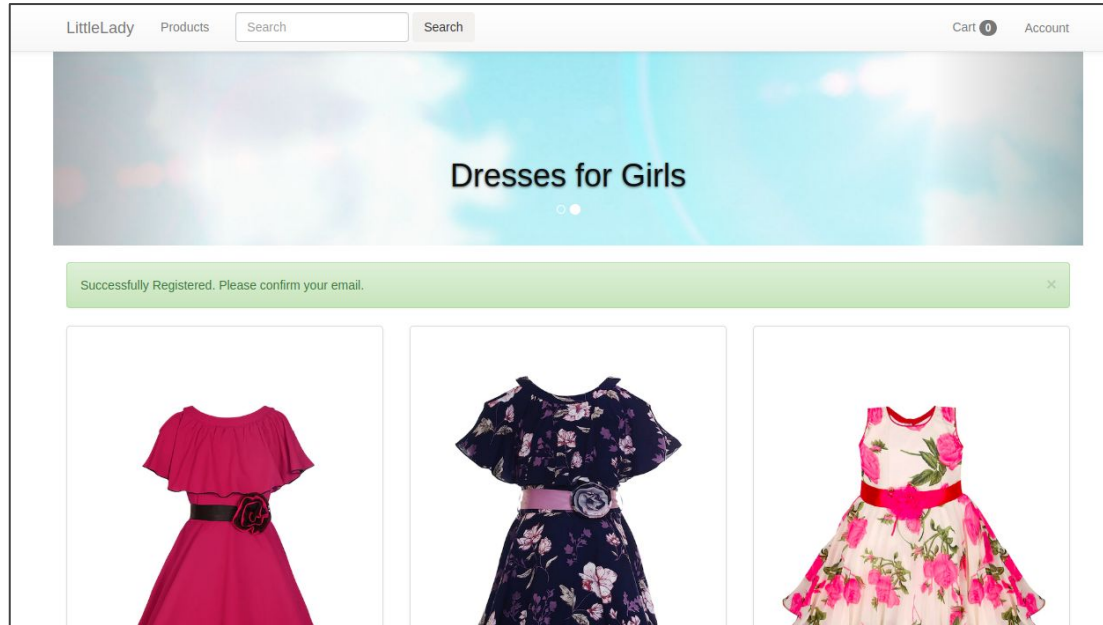 LittleLady Products Search Search Cart 0 Account
Dresses for Girls
Successfully Registered. Please confirm your email. ×